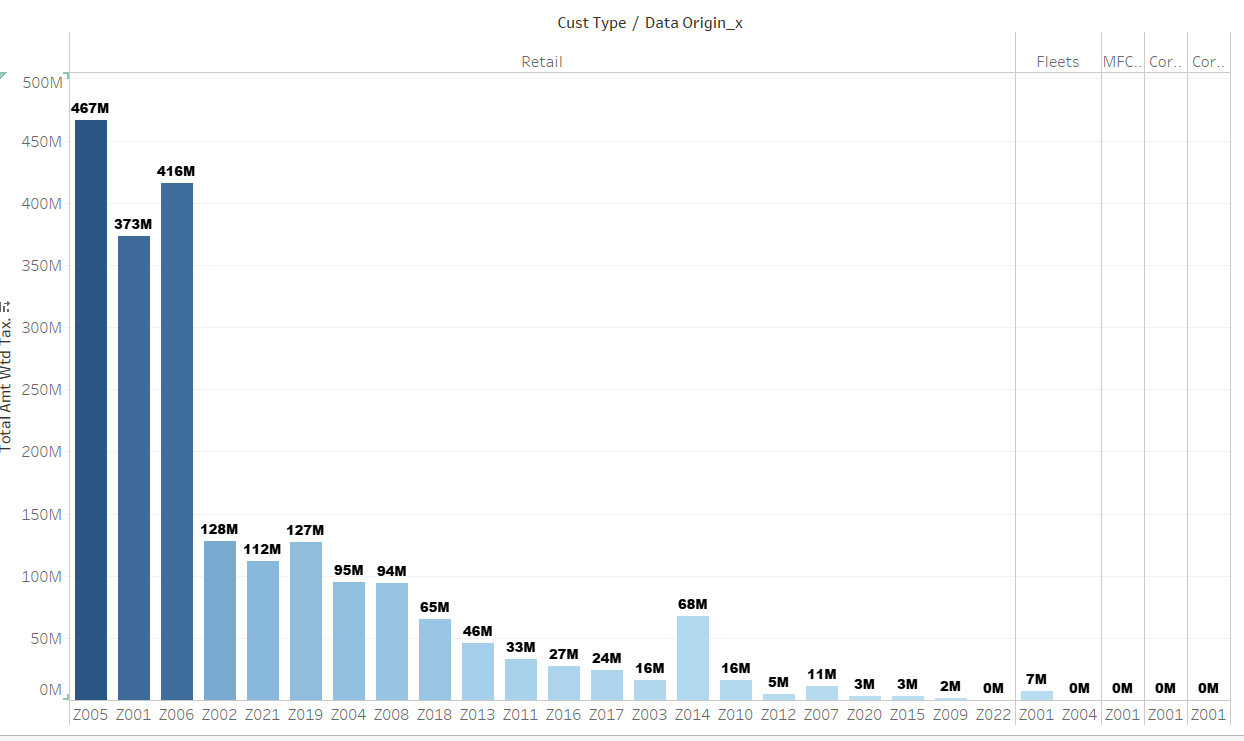 Cust Type / Data Origin_x
Retail Fleets MFC.. Cor.. Cor..
Total Amt Wtd Tax.
500M
450M
400M
350M
300M
250M
200M
150M
100M
50M
0M
467M
373M
416M
128M
112M
127M
95M
94M
65M
46M
33M
27M
24M
16M
68M
16M
5M
11M
3M
3M
2M
0M
7M
0M
0M
0M
0M
Z005 Z001 Z006 Z002 Z021 Z019 Z004 Z008 Z018 Z013 Z011 Z016 Z017 Z003 Z014 Z010 Z012 Z007 Z020 Z015 Z009 Z022 Z001 Z004 Z001 Z001 Z001